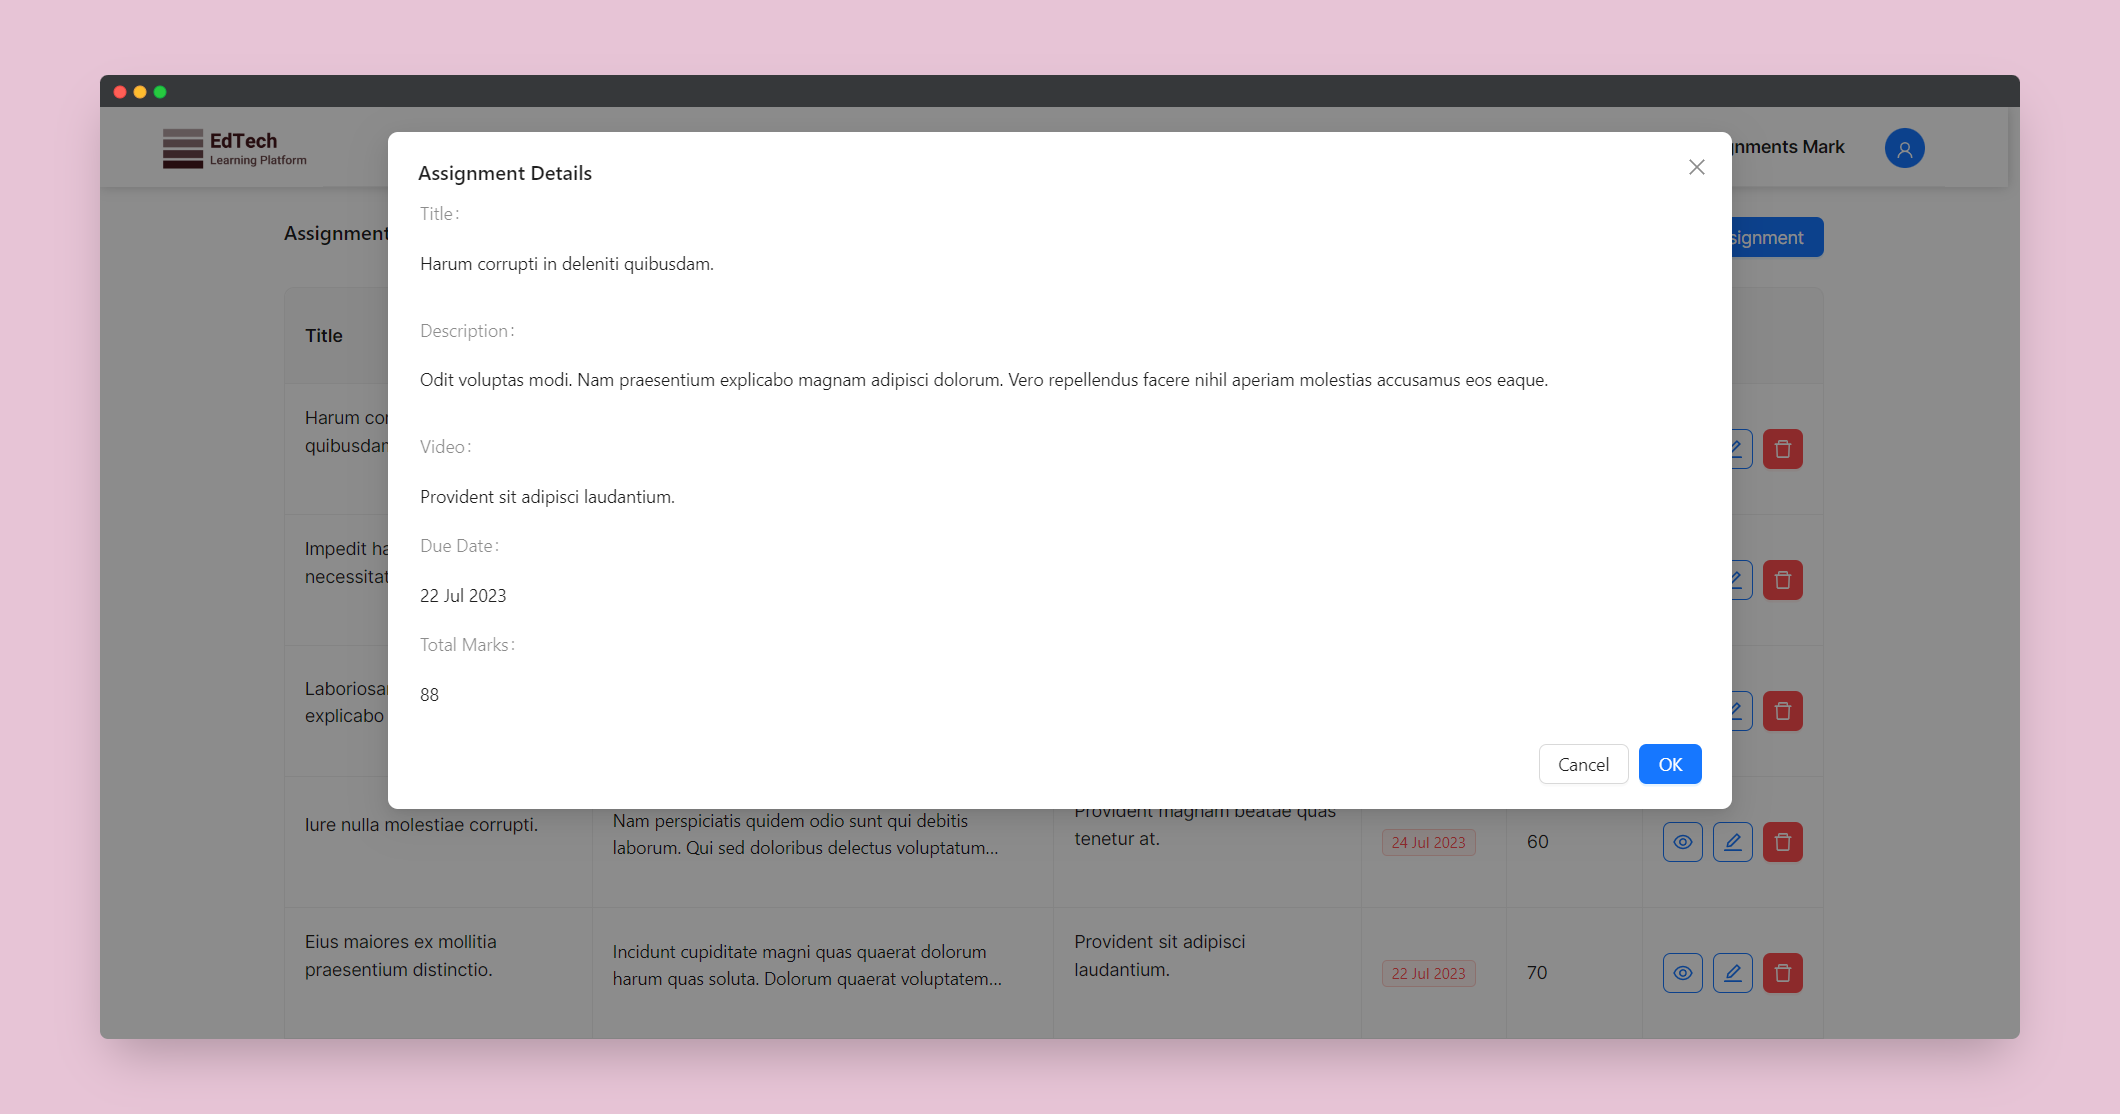 EdTech
Learning Platform
gnments Mark
Assignment Details
Title:
Harum corrupti in deleniti quibusdam.
Description:
Odit voluptas modi. Nam praesentium explicabo magnam adipisci dolorum. Vero repellendus facere nihil aperiam molestias accusamus eos eaque.
Video:
Provident sit adipisci laudantium.
Due Date:
22 Jul 2023
Total Marks:
88
Cancel
OK
Assignment
signment
Title
Harum cor
quibusdan
Impedit ha
necessitat
Laboriosa
explicabo
Iure nulla molestiae corrupti.
Nam perspiciatis quidem odio sunt qui debitis
laborum. Qui sed doloribus delectus voluptatum...
Provident magnam beatae quas
tenetur at.
24 Jul 2023
60
Eius maiores ex mollitia
praesentium distinctio.
Incidunt cupiditate magni quas quaerat dolorum
harum quas soluta. Dolorum quaerat voluptatem...
Provident sit adipisci
laudantium.
22 Jul 2023
70